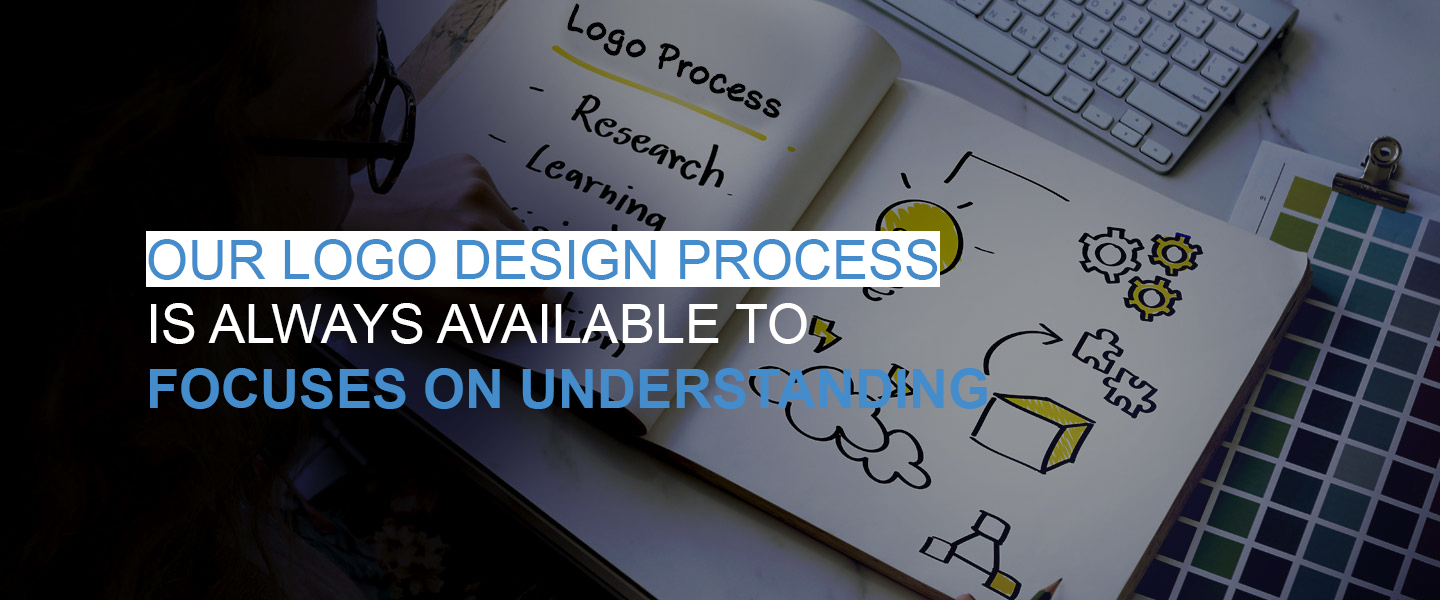 Logo Process
- Research
- Learning
OUR LOGO DESIGN PROCESS
IS ALWAYS AVAILABLE TO
FOCUSES ON UNDERSTANDING